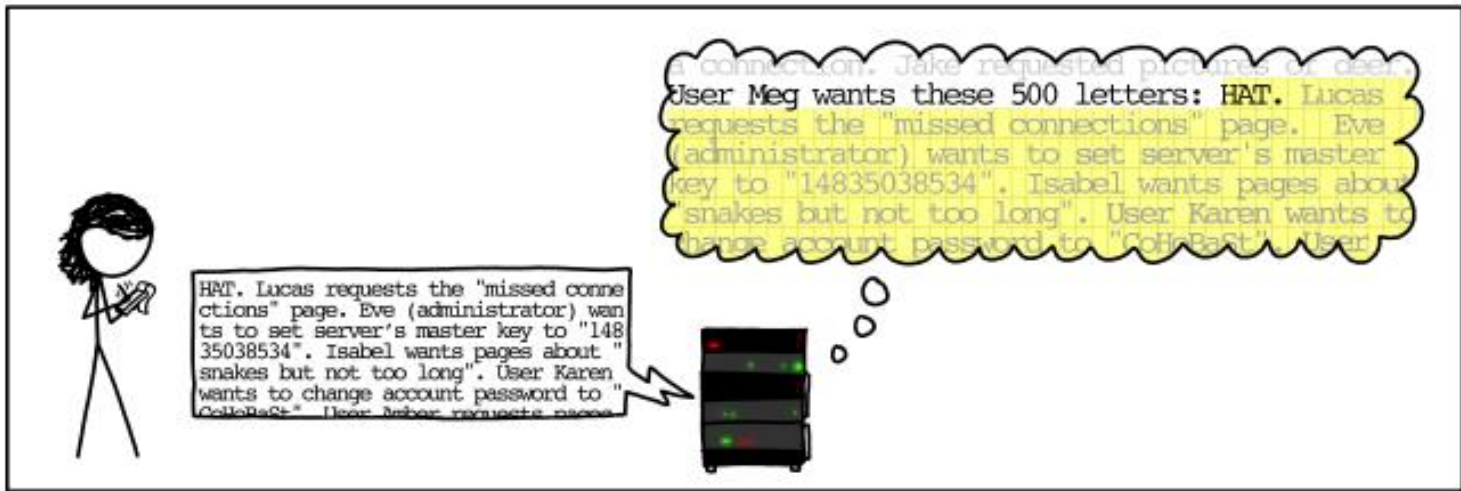 a connection. Jake requested pictures of deer.
User Meg wants these 500 letters: HAT. Lucas
requests the "missed connections" page. Eve
(administrator) wants to set server's master
key to "14835038534". Isabel wants pages about
"snakes but not too long". User Karen wants to
change account password to "CoHoBaSt". User
HAT. Lucas requests the "missed conne
ctions" page. Eve (administrator) wan
ts to set server's master key to "148
35038534". Isabel wants pages about "
snakes but not too long". User Karen
wants to change account password to "
CoHoBaSt". User Amber requests pages